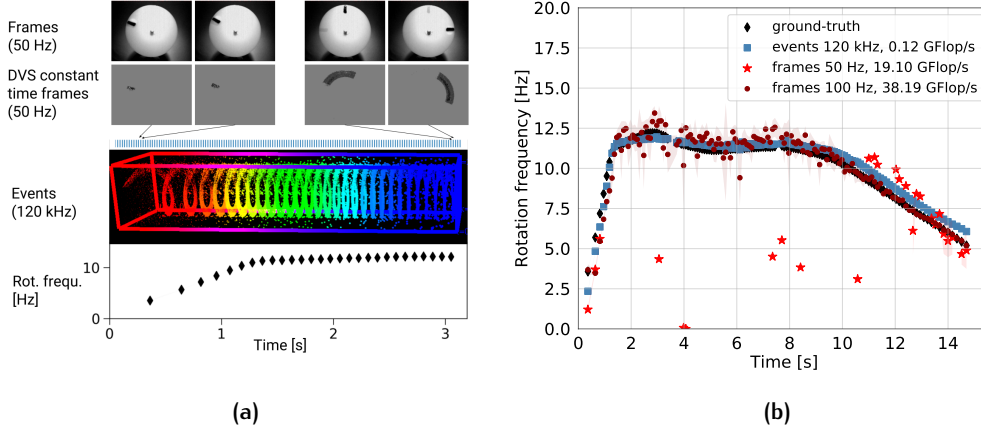 Frames
(50 Hz)
DVS constant
time frames
(50 Hz)
Events
(120 kHz)
Rot. frequ.
[Hz]
10
0
0 1 2 3
Time [s]
(a)
20.0
17.5
15.0
12.5
10.0
7.5
5.0
2.5
0.0
Rotation frequency [Hz]
ground-truth
events 120 kHz, 0.12 GFlop/s
frames 50 Hz, 19.10 GFlop/s
frames 100 Hz, 38.19 GFlop/s
0 2 4 6 8 10 12 14
Time [s]
(b)